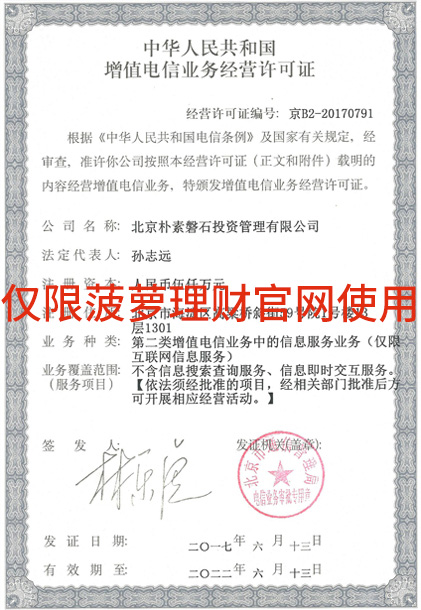 中华人民共和国
增值电信业务经营许可证
经营许可证编号: 京B2-20170791
根据《中华人民共和国电信条例》及国家有关规定，经
审查，准许你公司按照本经营许可证（正文和附件）载明的
内容经营增值电信业务，特颁发增值电信业务经营许可证。
公司名称: 北京朴素磐石投资管理有限公司
法定代表人: 孙志远
注册资本: 人民币伍仟万元
仅限菠萝理财官网使用
北京市海淀区高梁桥斜街59号院1号楼13
层1301
业务种类: 第二类增值电信业务中的信息服务业务（仅限
互联网信息服务）
业务覆盖范围: 不含信息搜索查询服务、信息即时交互服务。
（服务项目） 【依法须经批准的项目，经相关部门批准后方
可开展相应经营活动。】
签发人: 发证机关(盖章):
北京市通信管理局
电信业务审批专用章
发证日期: 二〇一七年 六月十三日
有效期至: 二〇二二年 六月十三日